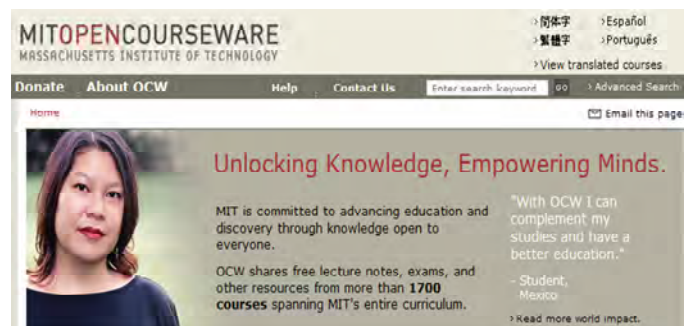 MITOPENCOURSEWARE
MASSACHUSETTS INSTITUTE OF TECHNOLOGY
›简体字 ›Español
›繁體字 ›Português
›View translated courses
Donate About OCW Help Contact Us Enter search keyword GO ›Advanced Search
Home
Email this page
Unlocking Knowledge, Empowering Minds.
MIT is committed to advancing education and
discovery through knowledge open to
everyone.
OCW shares free lecture notes, exams, and
other resources from more than 1700
courses spanning MIT's entire curriculum.
"With OCW I can
complement my
studies and have a
better education."
- Student,
Mexico
›Read more world impact.